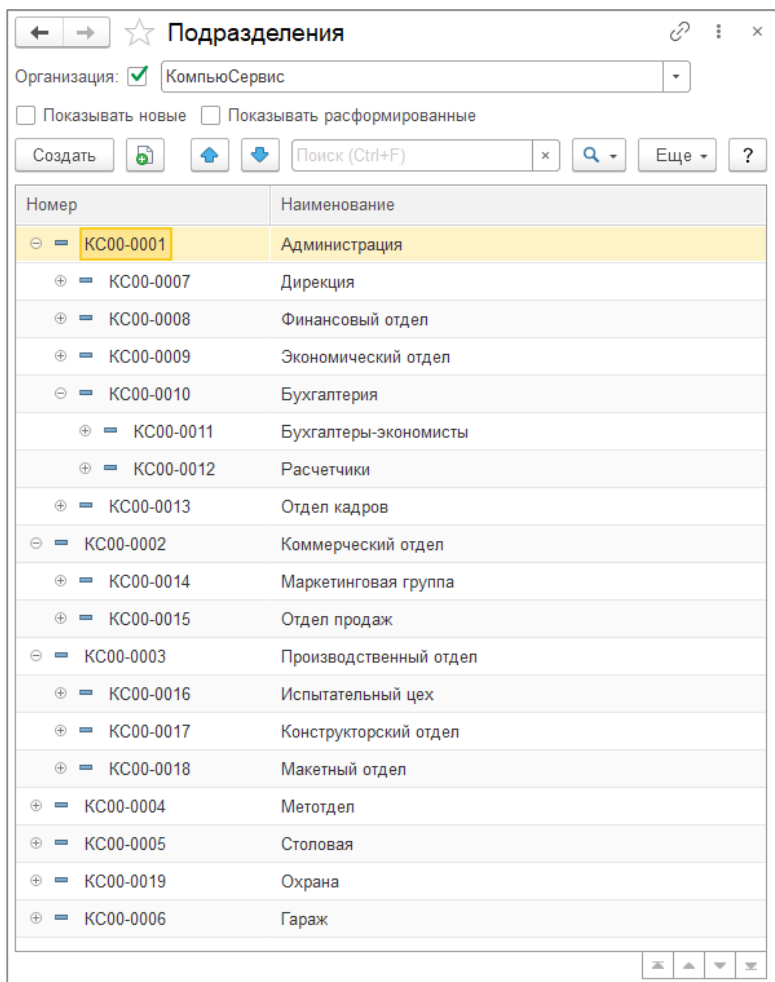 Подразделения
Организация: КомпьюСервис
Показывать новые Показывать расформированные
Создать Поиск (Ctrl+F) × Еще ?
Номер Наименование
КС00-0001 Администрация
КС00-0007 Дирекция
КС00-0008 Финансовый отдел
КС00-0009 Экономический отдел
КС00-0010 Бухгалтерия
КС00-0011 Бухгалтеры-экономисты
КС00-0012 Расчетчики
КС00-0013 Отдел кадров
КС00-0002 Коммерческий отдел
КС00-0014 Маркетинговая группа
КС00-0015 Отдел продаж
КС00-0003 Производственный отдел
КС00-0016 Испытательный цех
КС00-0017 Конструкторский отдел
КС00-0018 Макетный отдел
КС00-0004 Метотдел
КС00-0005 Столовая
КС00-0019 Охрана
КС00-0006 Гараж